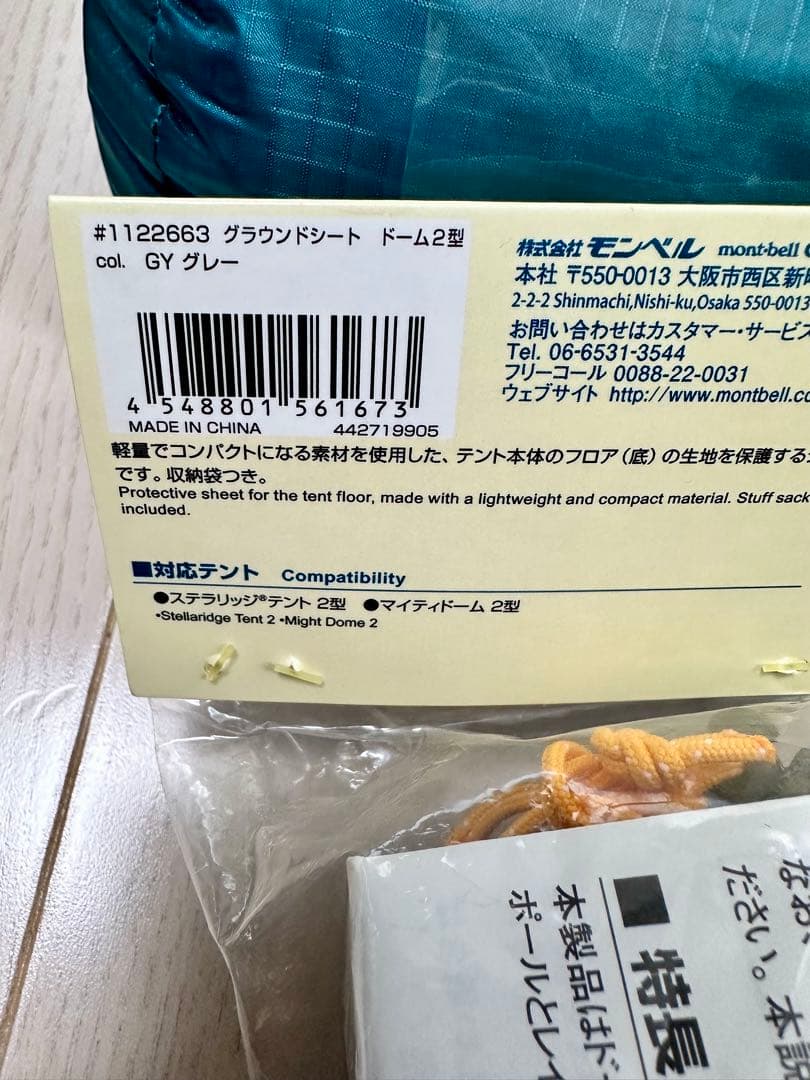 #1122663 グラウンドシート ドーム2型
col. GY グレー
4 548801 561673
MADE IN CHINA 442719905
株式会社 モンベル mont-bell
本社 〒550-0013 大阪市西区新町
2-2-2 Shinmachi,Nishi-ku,Osaka 550-0013
お問い合わせはカスタマー・サービス
Tel. 06-6531-3544
フリーコール 0088-22-0031
ウェブサイト http://www.montbell.co
軽量でコンパクトになる素材を使用した、テント本体のフロア(底)の生地を保護する
です。収納袋つき。
Protective sheet for the tent floor, made with a lightweight and compact material. Stuff sack
included.
■対応テント Compatibility
●ステラリッジ®テント 2型 ●マイティドーム 2型
•Stellaridge Tent 2 •Might Dome 2
なお、
ださい。本説
■特長
本製品はド
ポールとレイ